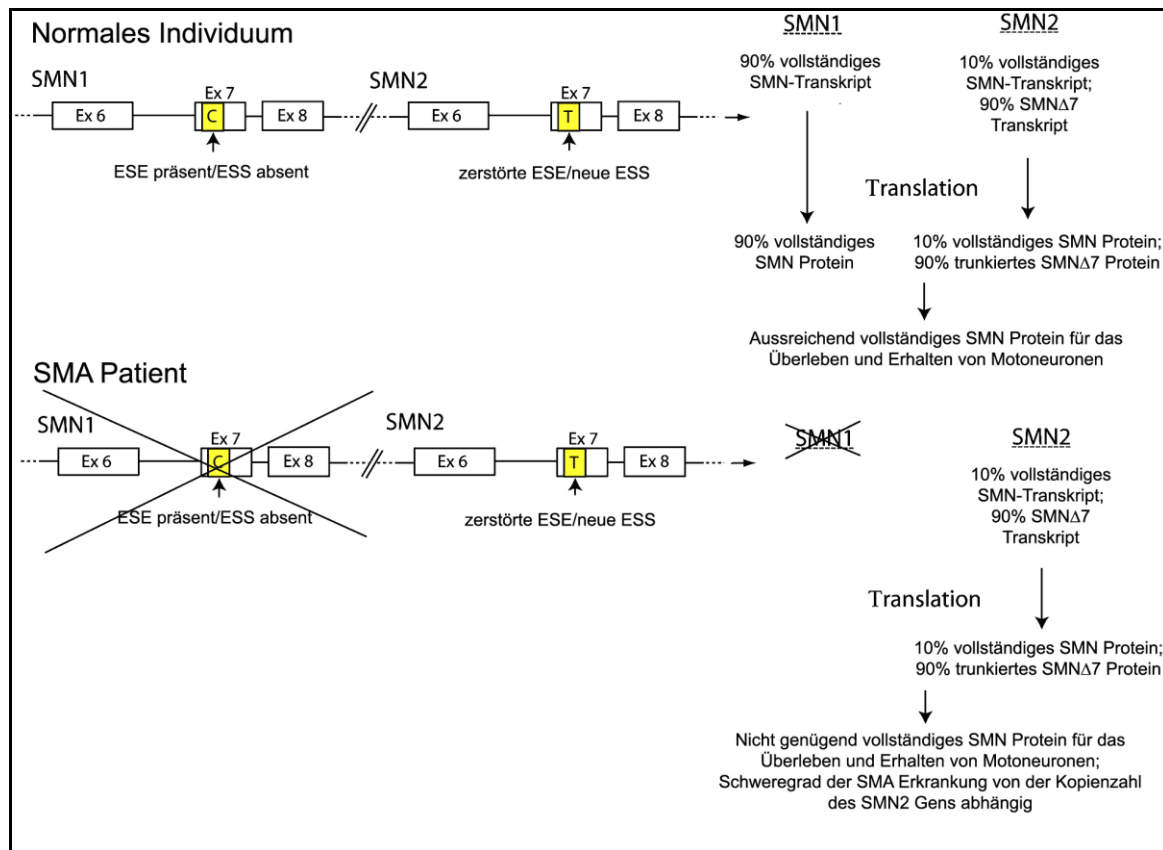 Normales Individuum
SMN1
Ex 6
Ex 7
C
Ex 8
ESE präsent/ESS absent
SMN2
Ex 6
Ex 7
T
Ex 8
zerstörte ESE/neue ESS
SMN1
90% vollständiges
SMN-Transkript
SMN2
10% vollständiges
SMN-Transkript;
90% SMNΔ7
Transkript
Translation
90% vollständiges
SMN Protein
10% vollständiges SMN Protein;
90% trunkiertes SMNΔ7 Protein
Aussreichend vollständiges SMN Protein für das
Überleben und Erhalten von Motoneuronen
SMA Patient
SMN1
Ex 6
Ex 7
C
Ex 8
ESE präsent/ESS absent
SMN2
Ex 6
Ex 7
T
Ex 8
zerstörte ESE/neue ESS
SMN1
SMN2
10% vollständiges
SMN-Transkript;
90% SMNΔ7
Transkript
Translation
10% vollständiges SMN Protein;
90% trunkiertes SMNΔ7 Protein
Nicht genügend vollständiges SMN Protein für das
Überleben und Erhalten von Motoneuronen;
Schweregrad der SMA Erkrankung von der Kopienzahl
des SMN2 Gens abhängig